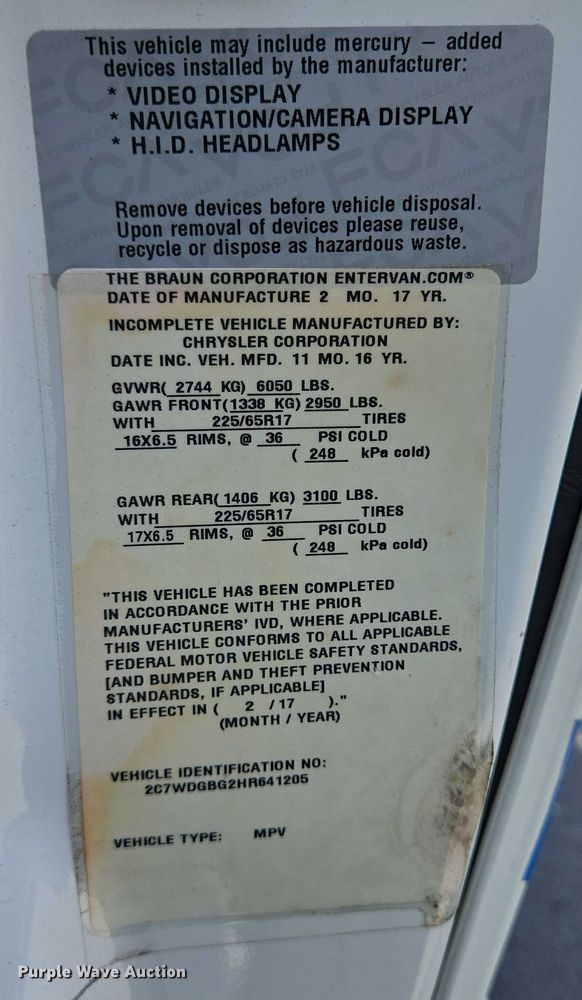 This vehicle may include mercury – added
devices installed by the manufacturer:
* VIDEO DISPLAY
* NAVIGATION/CAMERA DISPLAY
* H.I.D. HEADLAMPS
Remove devices before vehicle disposal.
Upon removal of devices please reuse,
recycle or dispose as hazardous waste.
THE BRAUN CORPORATION ENTERVAN.COM®
DATE OF MANUFACTURE 2 MO. 17 YR.
INCOMPLETE VEHICLE MANUFACTURED BY:
CHRYSLER CORPORATION
DATE INC. VEH. MFD. 11 MO. 16 YR.
GVWR( 2744 KG) 6050 LBS.
GAWR FRONT(1338 KG) 2950 LBS.
WITH 225/65R17 TIRES
16X6.5 RIMS, @ 36 PSI COLD
( 248 kPa cold)
GAWR REAR(1406 KG) 3100 LBS.
WITH 225/65R17 TIRES
17X6.5 RIMS, @ 36 PSI COLD
( 248 kPa cold)
"THIS VEHICLE HAS BEEN COMPLETED
IN ACCORDANCE WITH THE PRIOR
MANUFACTURERS' IVD, WHERE APPLICABLE.
THIS VEHICLE CONFORMS TO ALL APPLICABLE
FEDERAL MOTOR VEHICLE SAFETY STANDARDS,
[AND BUMPER AND THEFT PREVENTION
STANDARDS, IF APPLICABLE]
IN EFFECT IN ( 2 / 17 )."
(MONTH / YEAR)
VEHICLE IDENTIFICATION NO:
2C7WDGBG2HR641205
VEHICLE TYPE: MPV
Purple Wave Auction